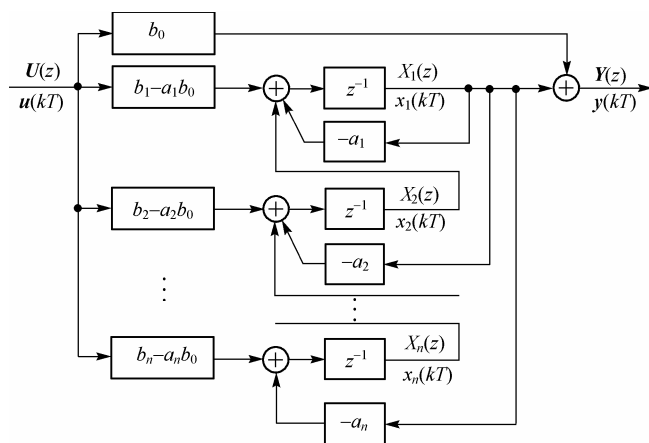 b₀
U(z)
u(kT)
b₁−a₁b₀
+
z⁻¹
X₁(z)
x₁(kT)
+
Y(z)
y(kT)
−a₁
b₂−a₂b₀
+
z⁻¹
X₂(z)
x₂(kT)
−a₂
⋮
⋮
bₙ−aₙb₀
+
z⁻¹
Xₙ(z)
xₙ(kT)
−aₙ